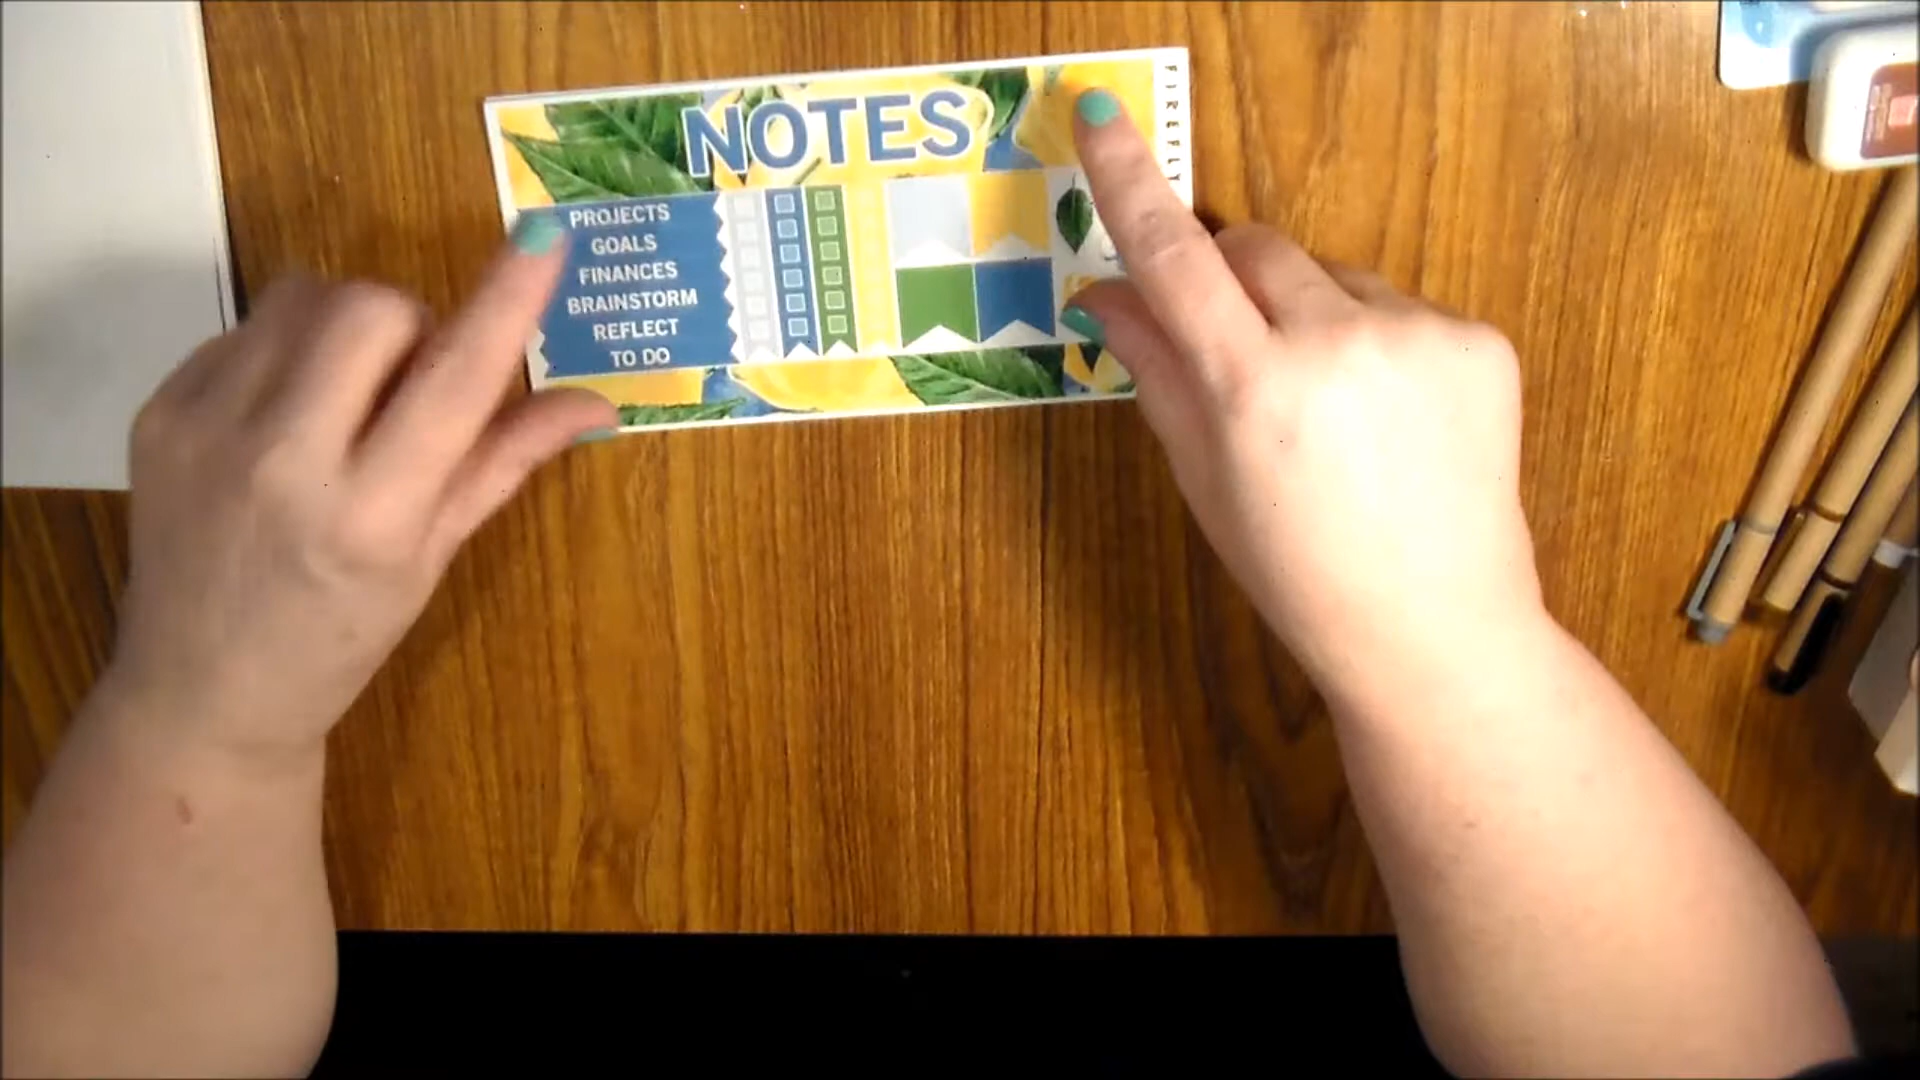 NOTES
FIREFLY
PROJECTS
GOALS
FINANCES
BRAINSTORM
REFLECT
TO DO